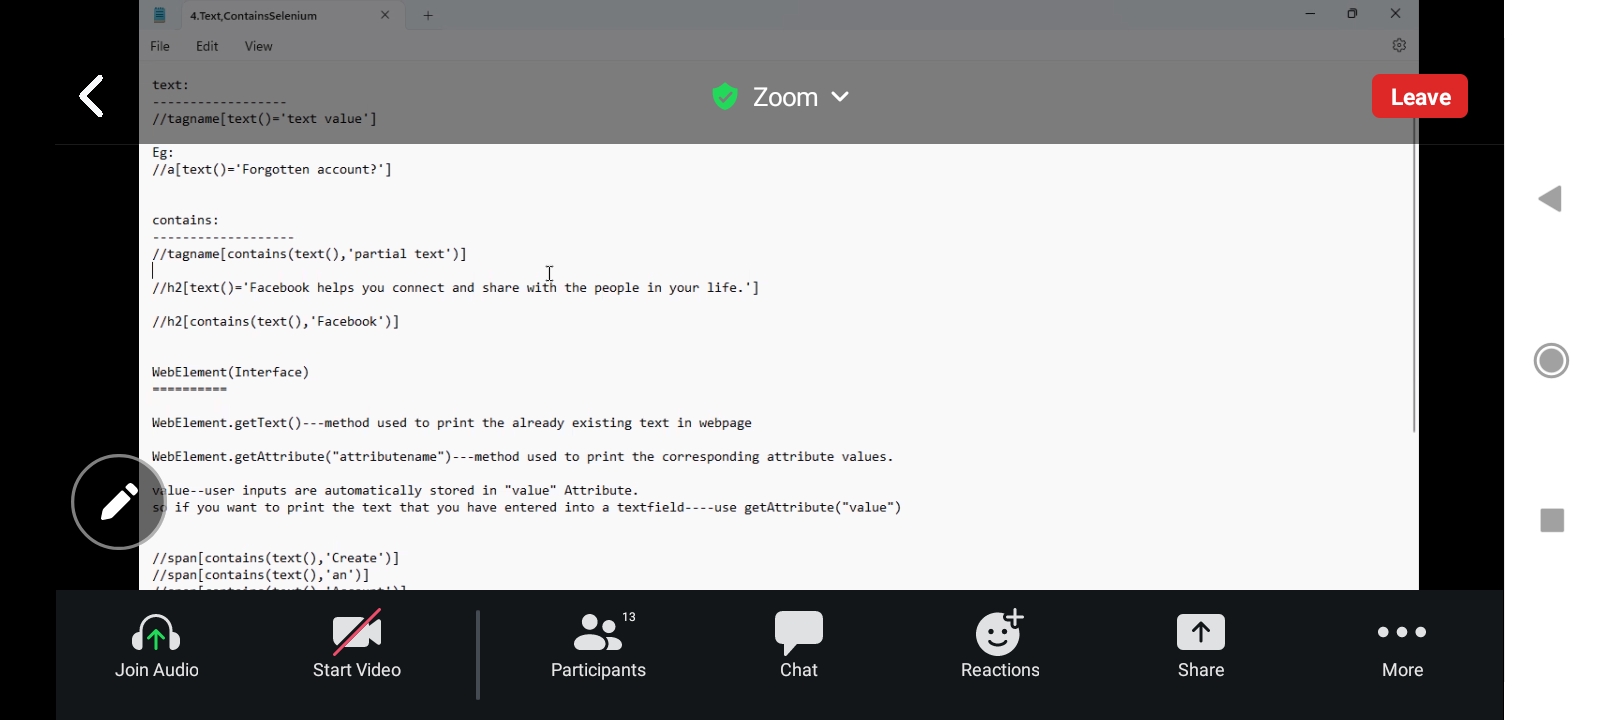 4.Text,ContainsSelenium
File Edit View
text:
------------------
//tagname[text()='text value']
Zoom
Leave
Eg:
//a[text()='Forgotten account?']
contains:
-------------------
//tagname[contains(text(),'partial text')]
//h2[text()='Facebook helps you connect and share with the people in your life.']
//h2[contains(text(),'Facebook')]
WebElement(Interface)
==========
WebElement.getText()---method used to print the already existing text in webpage
WebElement.getAttribute("attributename")---method used to print the corresponding attribute values.
value--user inputs are automatically stored in "value" Attribute.
so if you want to print the text that you have entered into a textfield----use getAttribute("value")
//span[contains(text(),'Create')]
//span[contains(text(),'an')]
//span[contains(text(),'Account')]
13
Join Audio Start Video Participants Chat Reactions Share More